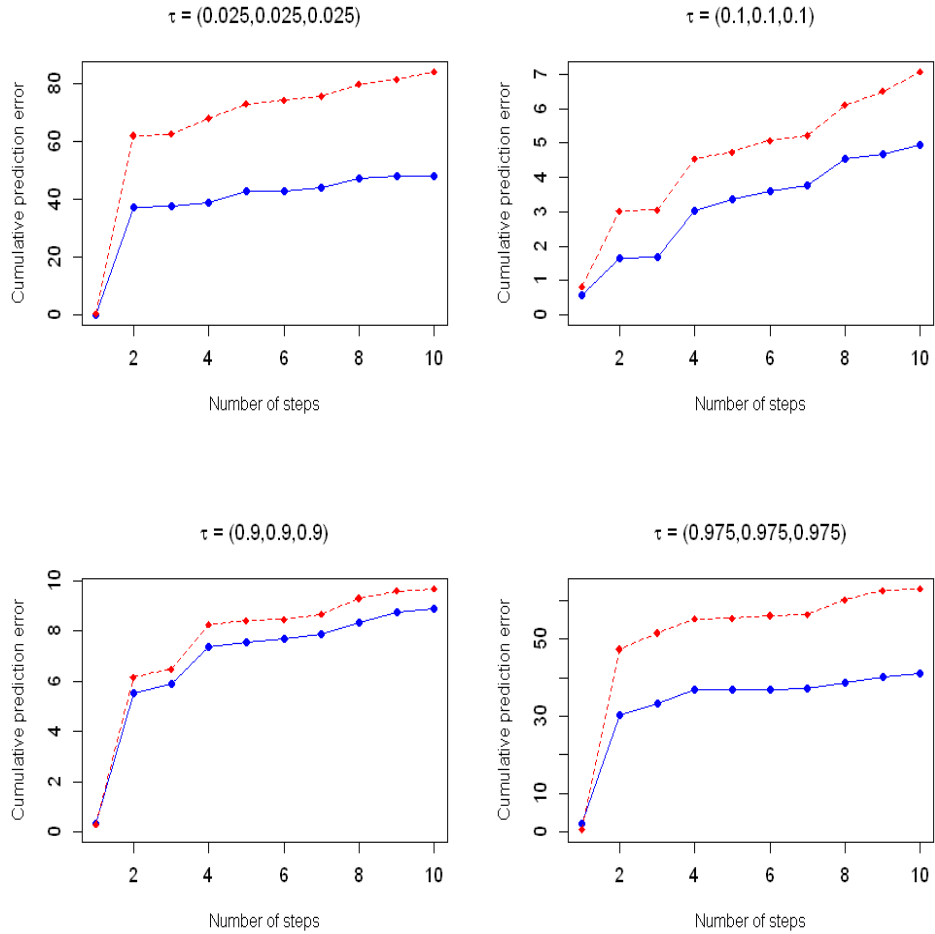 τ = (0.025,0.025,0.025)
Cumulative prediction error
80
60
40
20
0
2 4 6 8 10
Number of steps
τ = (0.1,0.1,0.1)
Cumulative prediction error
7
6
5
4
3
2
1
0
2 4 6 8 10
Number of steps
τ = (0.9,0.9,0.9)
Cumulative prediction error
10
8
6
4
2
0
2 4 6 8 10
Number of steps
τ = (0.975,0.975,0.975)
Cumulative prediction error
50
30
10
0
2 4 6 8 10
Number of steps